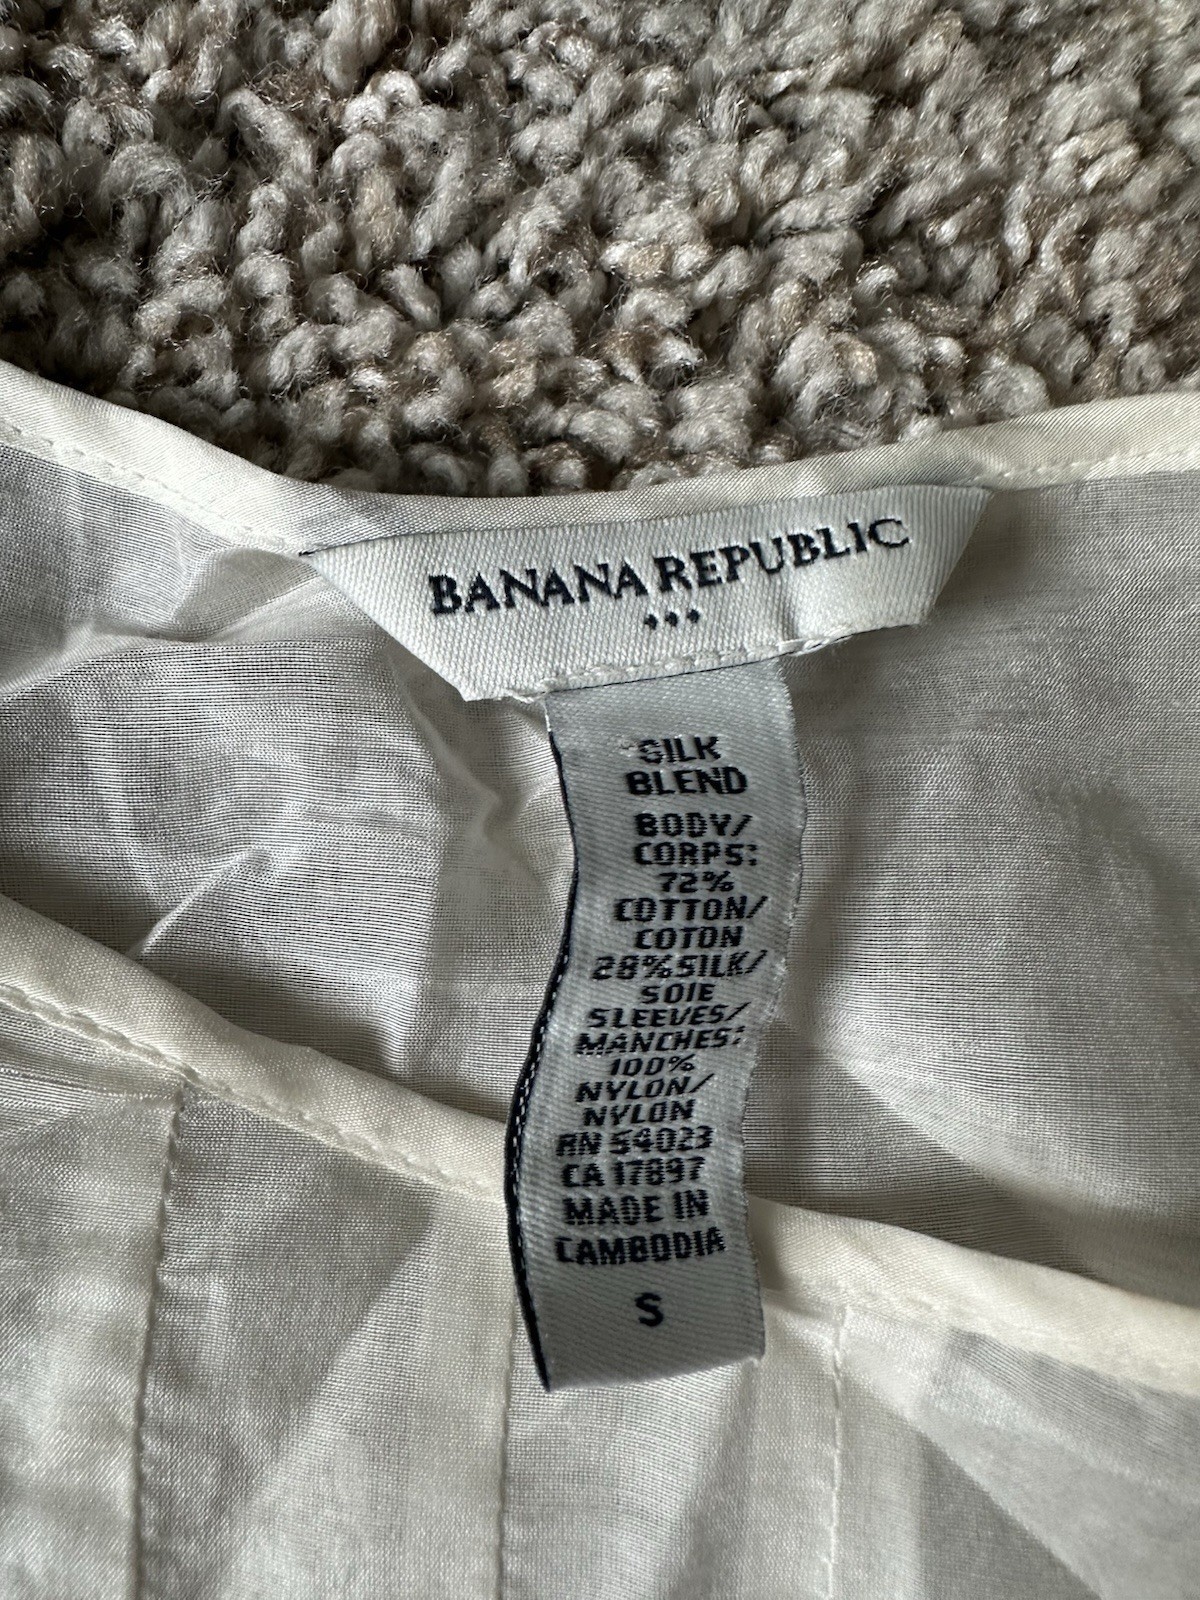 BANANA REPUBLIC
SILK
BLEND
BODY/
CORPS:
72%
COTTON/
COTON
28%SILK/
SOIE
SLEEVES/
MANCHES:
100%
NYLON/
NYLON
RN 54023
CA 17897
MADE IN
CAMBODIA
S